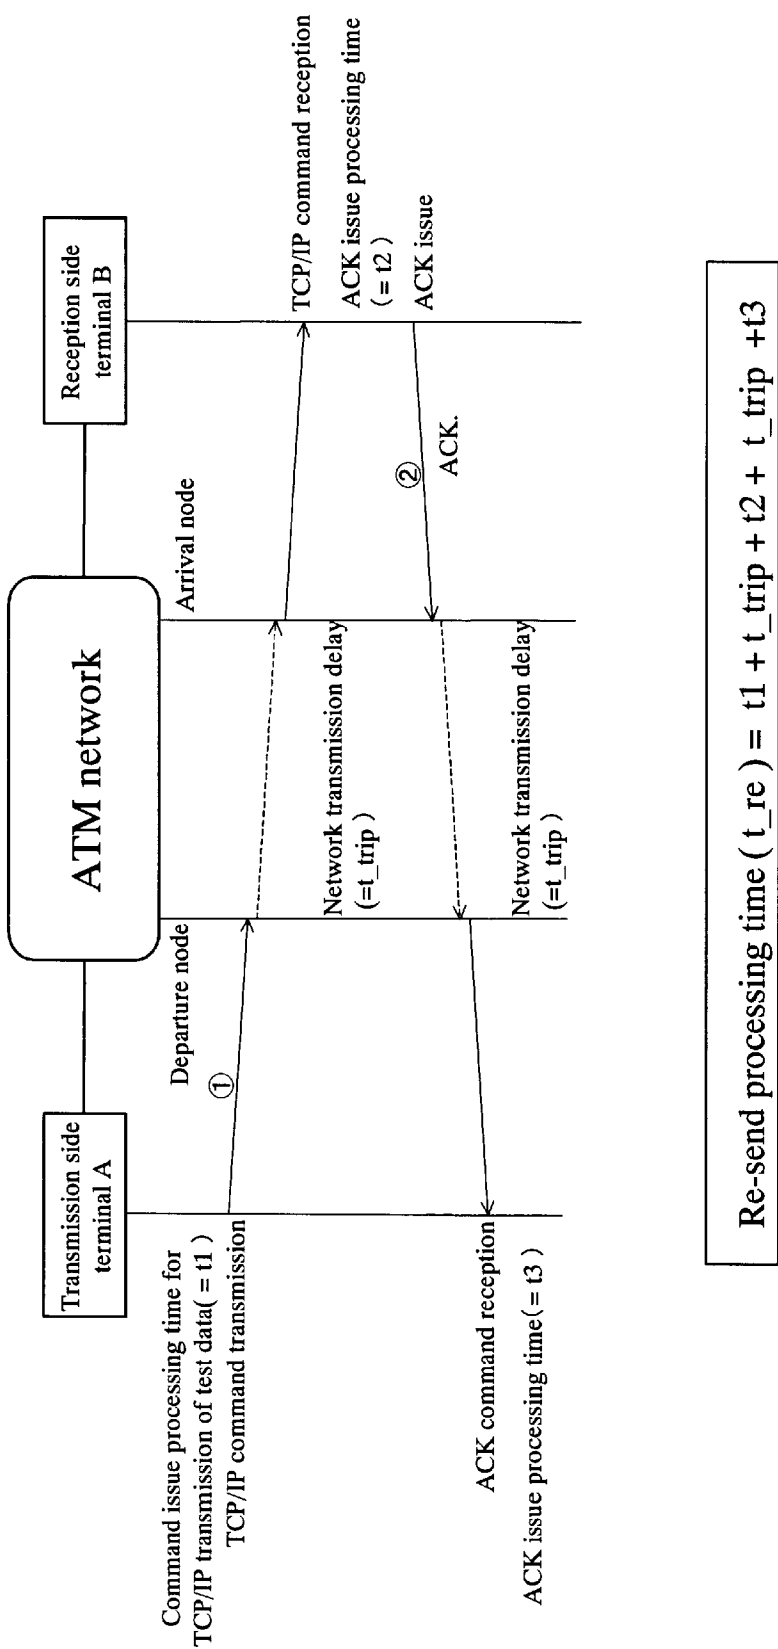 Transmission side
terminal A
ATM network
Reception side
terminal B
Departure node
Arrival node
Command issue processing time for
TCP/IP transmission of test data( = t1 )
TCP/IP command transmission
①
TCP/IP command reception
Network transmission delay
(=t_trip )
ACK issue processing time
( = t2 )
ACK issue
②
ACK.
Network transmission delay
(=t_trip )
ACK command reception
ACK issue processing time(= t3 )
Re-send processing time ( t_re ) = t1 + t_trip + t2 + t_trip +t3